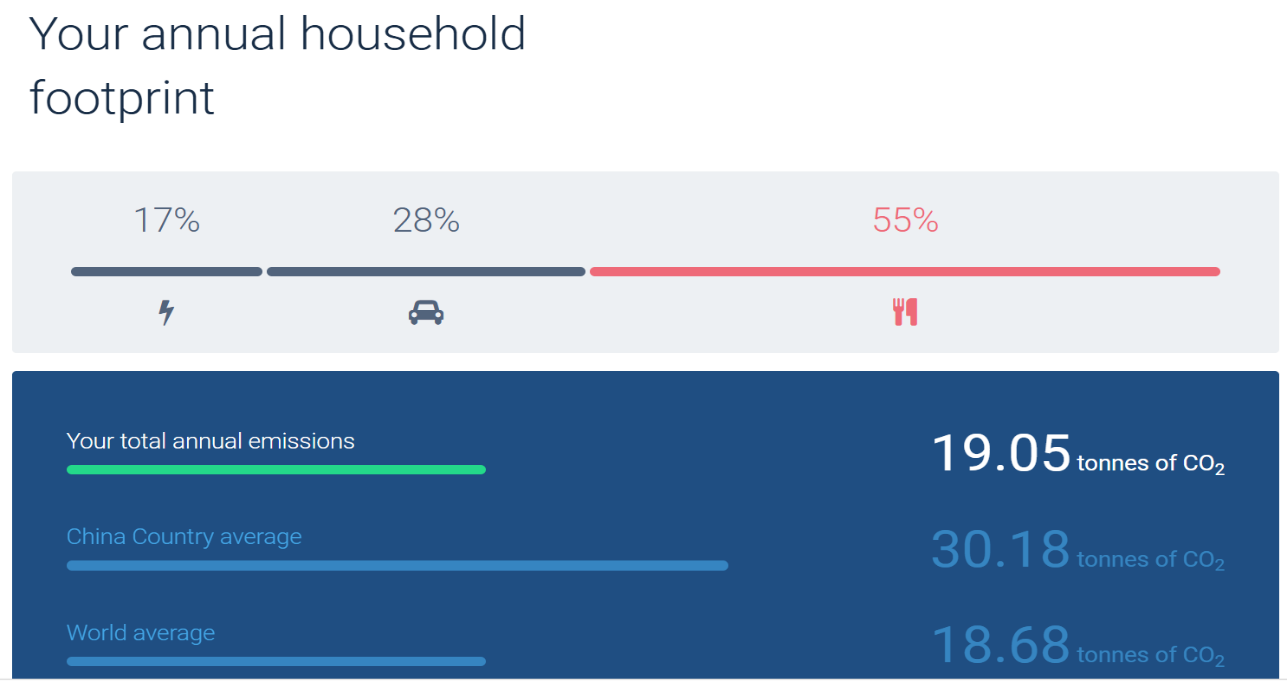 Your annual household
footprint
17% 28% 55%
Your total annual emissions 19.05 tonnes of CO₂
China Country average 30.18 tonnes of CO₂
World average 18.68 tonnes of CO₂